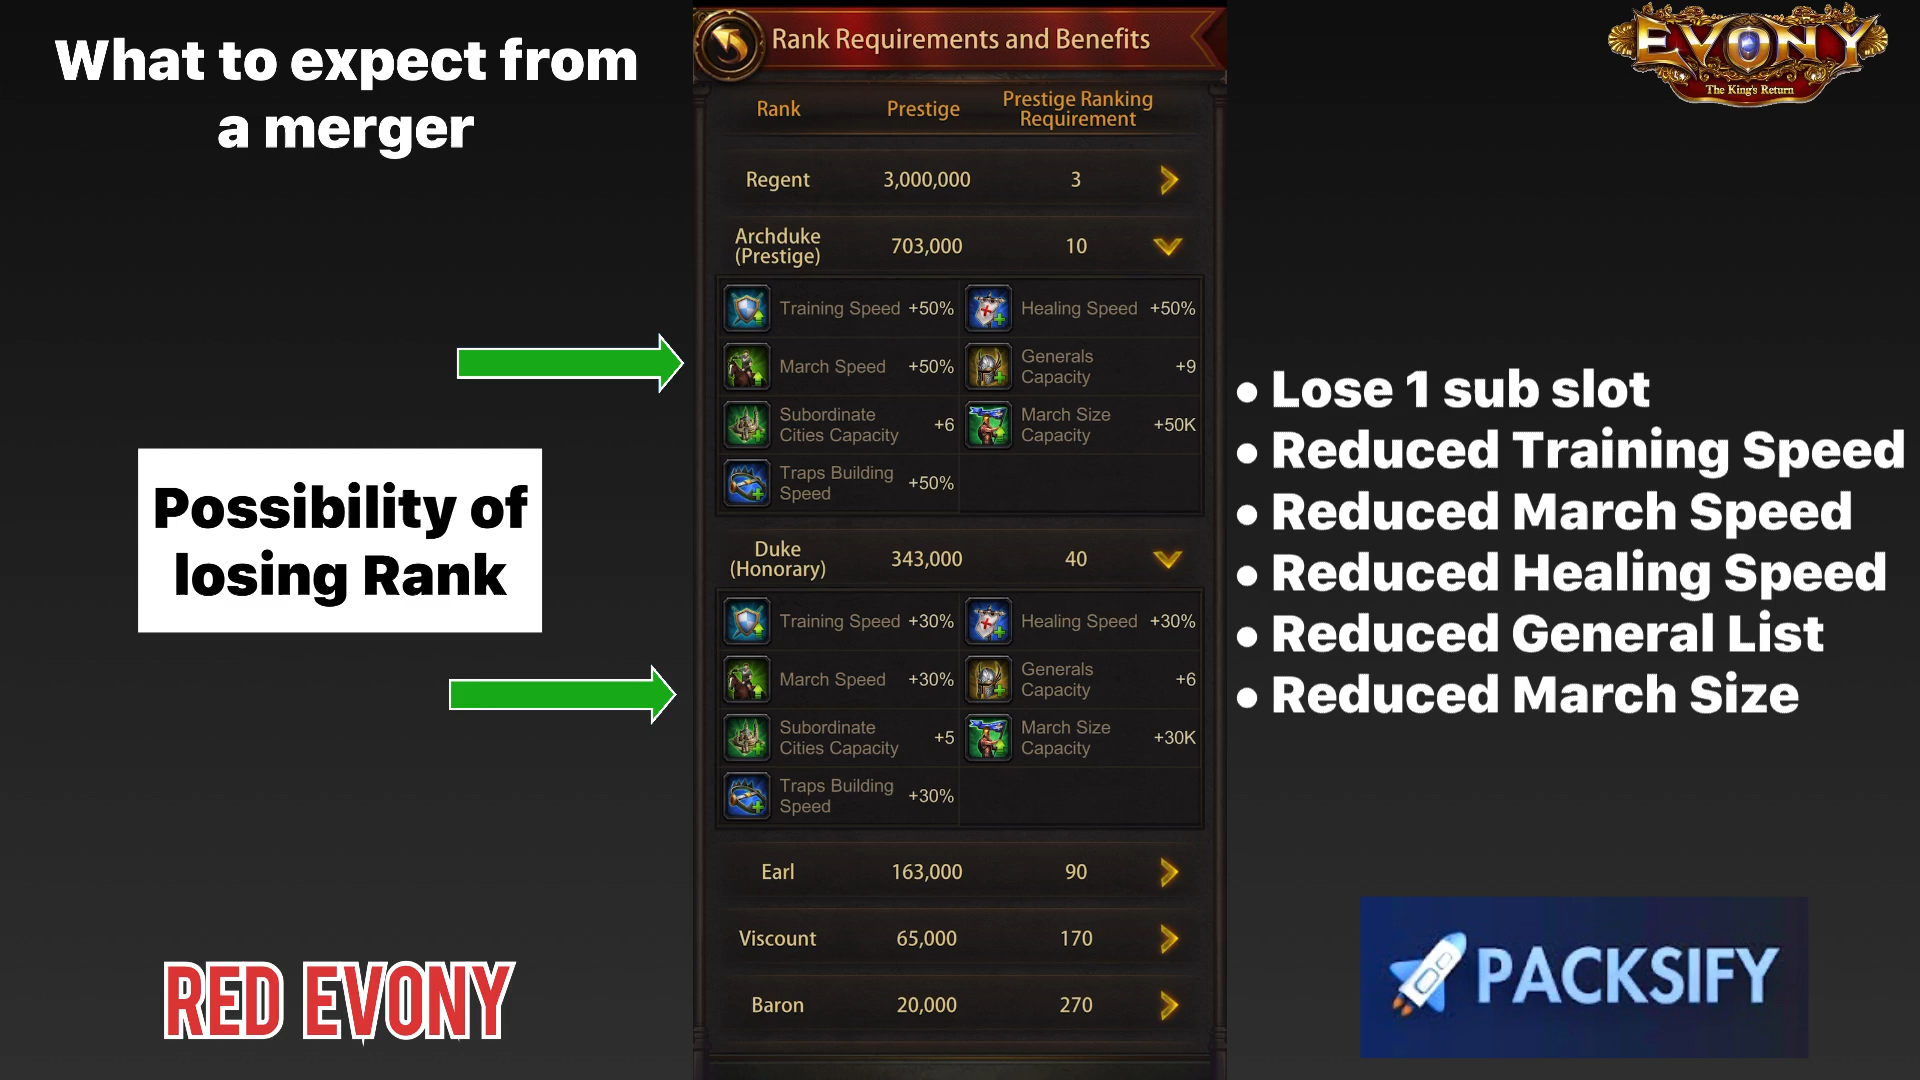 What to expect from
a merger
Possibility of
losing Rank
RED EVONY
Rank Requirements and Benefits
Rank Prestige Prestige Ranking
Requirement
Regent 3,000,000 3
Archduke
(Prestige) 703,000 10
Training Speed +50% Healing Speed +50%
March Speed +50% Generals
Capacity +9
Subordinate
Cities Capacity +6 March Size
Capacity +50K
Traps Building
Speed +50%
Duke
(Honorary) 343,000 40
Training Speed +30% Healing Speed +30%
March Speed +30% Generals
Capacity +6
Subordinate
Cities Capacity +5 March Size
Capacity +30K
Traps Building
Speed +30%
Earl 163,000 90
Viscount 65,000 170
Baron 20,000 270
EVONY
The King's Return
• Lose 1 sub slot
• Reduced Training Speed
• Reduced March Speed
• Reduced Healing Speed
• Reduced General List
• Reduced March Size
PACKSIFY